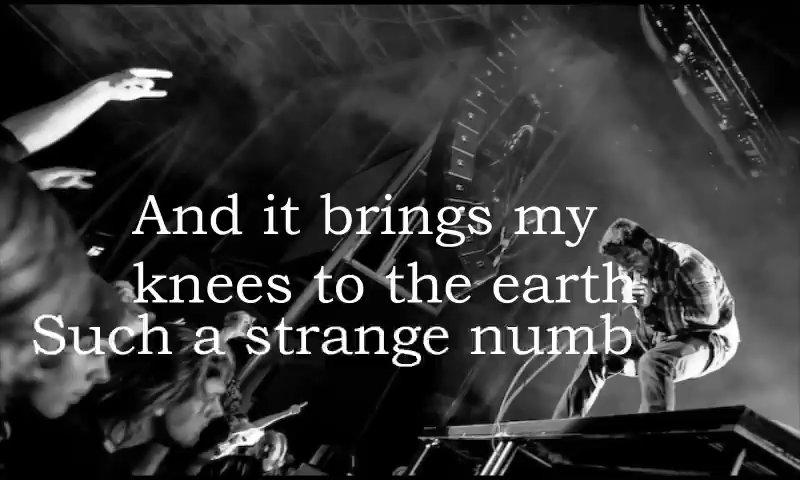 And it brings my
knees to the earth
Such a strange numb